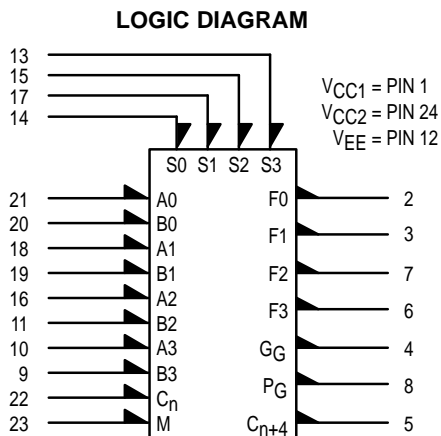 LOGIC DIAGRAM
13
15
17
14
VCC1 = PIN 1
VCC2 = PIN 24
VEE = PIN 12
S0 S1 S2 S3
21 A0 F0 2
20 B0
18 A1 F1 3
19 B1 F2 7
16 A2
11 B2 F3 6
10 A3 GG 4
9 B3 PG 8
22 Cn
23 M Cn+4 5